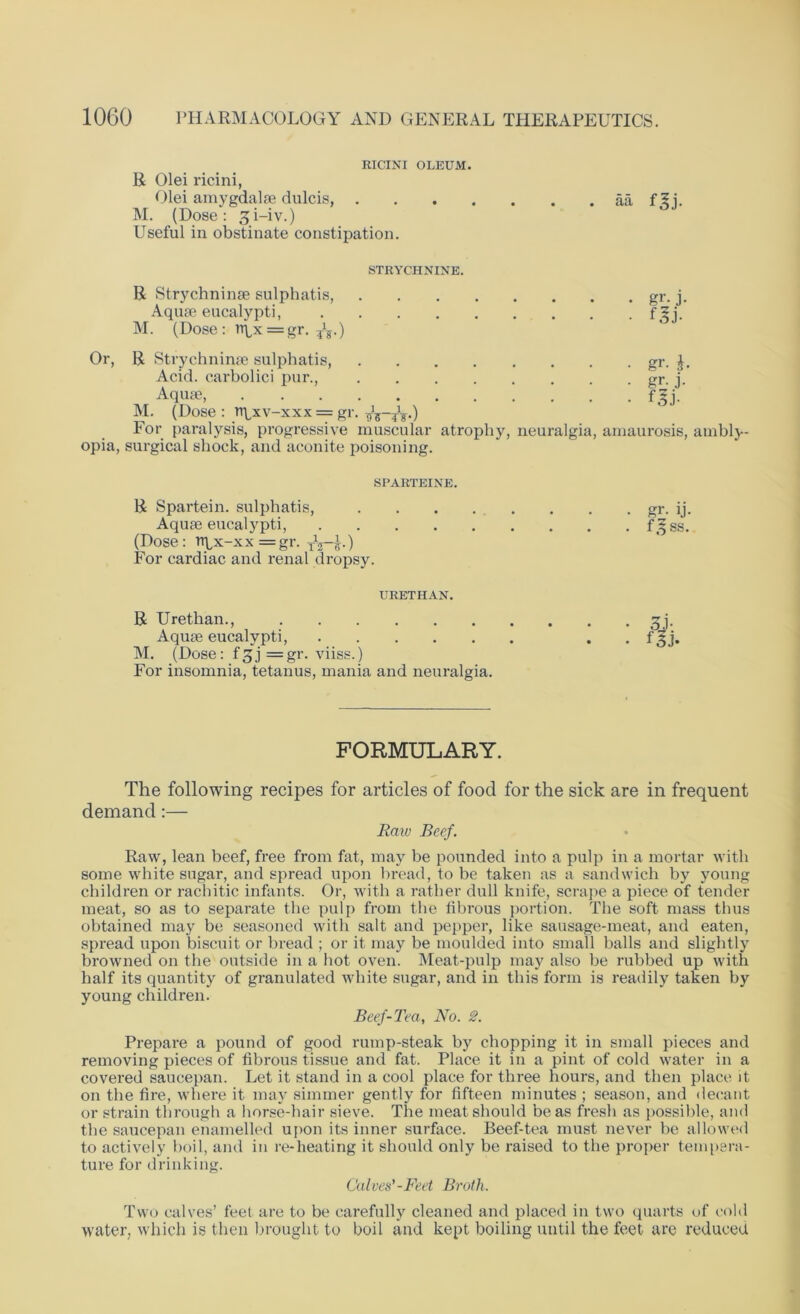 1060 PHARMACOLOGY AND GENERAL THERAPEUTICS.
RICINI OLEUM.
℞ Olei ricini,
Olei amygdalæ dulcis, . . . . . . . āā f℥j.
M. (Dose: ʒi–iv.)
Useful in obstinate constipation.
STRYCHNINE.
℞ Strychninæ sulphatis, . . . . . . . . gr. j.
Aquæ eucalypti, . . . . . . . . . f℥j.
M. (Dose: ♏x = gr. 1/48.)
Or, ℞ Strychninæ sulphatis, . . . . . . . . gr. ½.
Acid. carbolici pur., . . . . . . . . gr. j.
Aquæ, . . . . . . . . . . . f℥j.
M. (Dose: ♏xv–xxx = gr.
For paralysis, progressive muscular atrophy, neuralgia, amaurosis, ambly-
opia, surgical shock, and aconite poisoning.
SPARTEINE.
℞ Spartein. sulphatis, . . . . . . . . gr. ij.
Aquæ eucalypti, . . . . . . . . . f℥ss.
(Dose: ♏x–xx = gr. 1/12–1/6.)
For cardiac and renal dropsy.
URETHAN.
℞ Urethan., . . . . . . . . . . ʒj.
Aquæ eucalypti, . . . . . . . . f℥j.
M. (Dose: fʒj = gr. viiss.)
For insomnia, tetanus, mania and neuralgia.
FORMULARY.
The following recipes for articles of food for the sick are in frequent
demand:—
Raw Beef.
Raw, lean beef, free from fat, may be pounded into a pulp in a mortar with
some white sugar, and spread upon bread, to be taken as a sandwich by young
children or rachitic infants. Or, with a rather dull knife, scrape a piece of tender
meat, so as to separate the pulp from the fibrous portion. The soft mass thus
obtained may be seasoned with salt and pepper, like sausage-meat, and eaten,
spread upon biscuit or bread; or it may be moulded into small balls and slightly
browned on the outside in a hot oven. Meat-pulp may also be rubbed up with
half its quantity of granulated white sugar, and in this form is readily taken by
young children.
Beef-Tea, No. 2.
Prepare a pound of good rump-steak by chopping it in small pieces and
removing pieces of fibrous tissue and fat. Place it in a pint of cold water in a
covered saucepan. Let it stand in a cool place for three hours, and then place it
on the fire, where it may simmer gently for fifteen minutes; season, and decant
or strain through a horse-hair sieve. The meat should be as fresh as possible, and
the saucepan enamelled upon its inner surface. Beef-tea must never be allowed
to actively boil, and in re-heating it should only be raised to the proper tempera-
ture for drinking.
Calves'-Feet Broth.
Two calves' feet are to be carefully cleaned and placed in two quarts of cold
water, which is then brought to boil and kept boiling until the feet are reduced